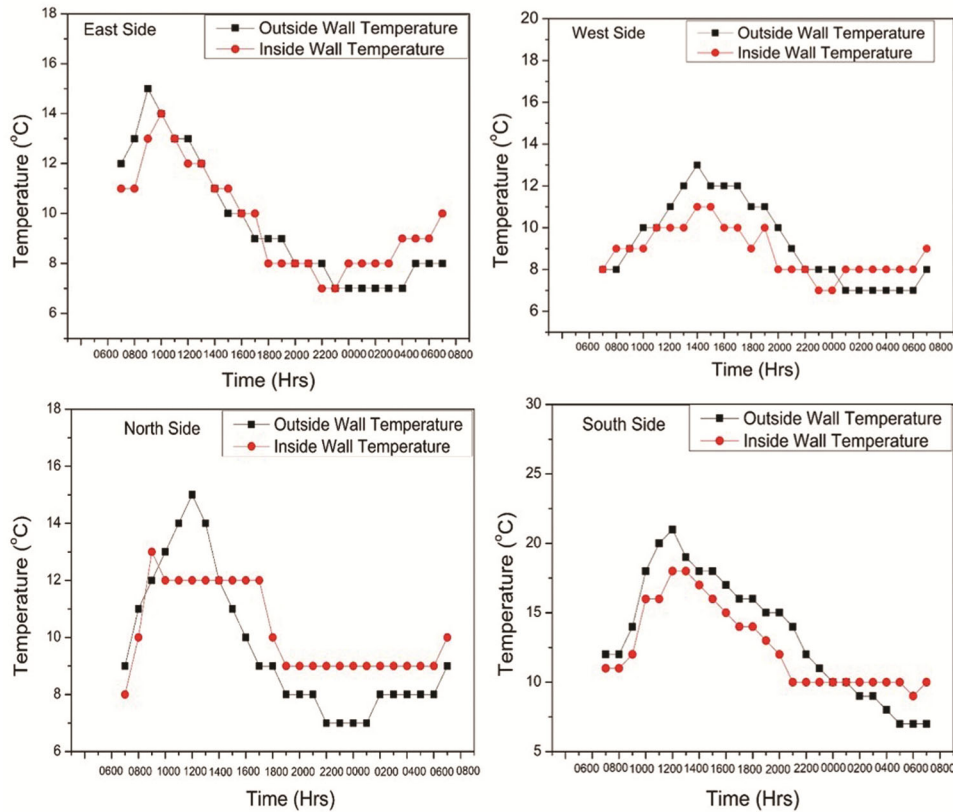 East Side
Outside Wall Temperature
Inside Wall Temperature
18
16
14
12
10
8
6
Temperature (°C)
0600 0800 1000 1200 1400 1600 1800 2000 2200 0000 0200 0400 0600 0800
Time (Hrs)
West Side
Outside Wall Temperature
Inside Wall Temperature
20
18
16
14
12
10
8
6
Temperature (°C)
0600 0800 1000 1200 1400 1600 1800 2000 2200 0000 0200 0400 0600 0800
Time (Hrs)
North Side
Outside Wall Temperature
Inside Wall Temperature
18
16
14
12
10
8
6
Temperature (°C)
0600 0800 1000 1200 1400 1600 1800 2000 2200 0000 0200 0400 0600 0800
Time (Hrs)
South Side
Outside Wall Temperature
Inside Wall Temperature
30
25
20
15
10
5
Temperature (°C)
0600 0800 1000 1200 1400 1600 1800 2000 2200 0000 0200 0400 0600 0800
Time (Hrs)